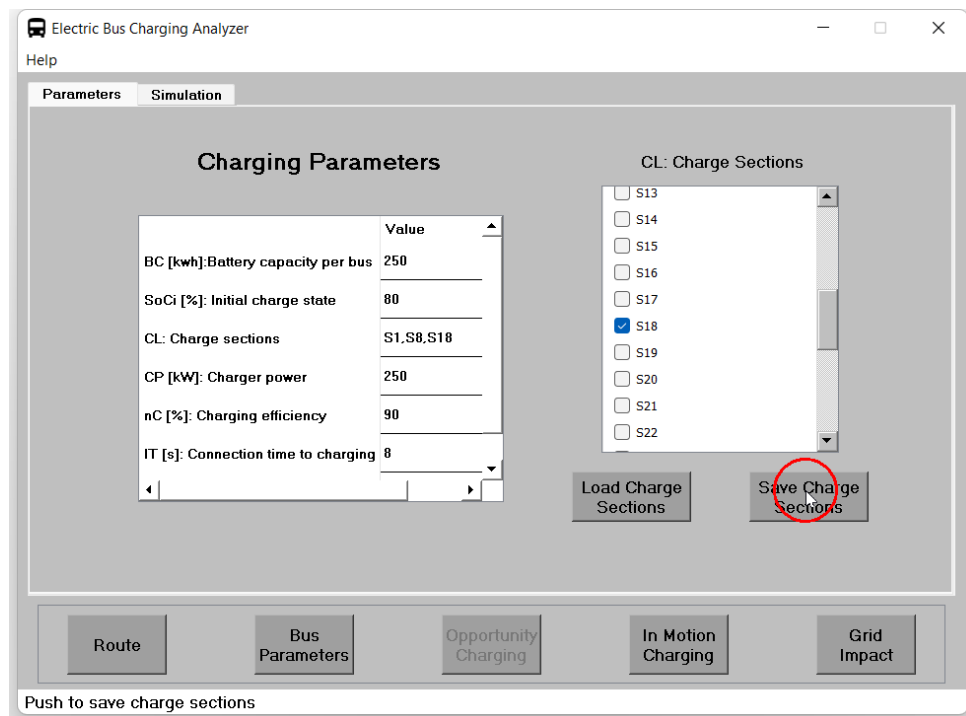 Electric Bus Charging Analyzer
Help
Parameters Simulation
Charging Parameters
Value
BC [kwh]:Battery capacity per bus 250
SoCi [%]: Initial charge state 80
CL: Charge sections S1,S8,S18
CP [kW]: Charger power 250
nC [%]: Charging efficiency 90
IT [s]: Connection time to charging 8
CL: Charge Sections
S13
S14
S15
S16
S17
S18
S19
S20
S21
S22
Load Charge
Sections
Save Charge
Sections
Route
Bus
Parameters
Opportunity
Charging
In Motion
Charging
Grid
Impact
Push to save charge sections